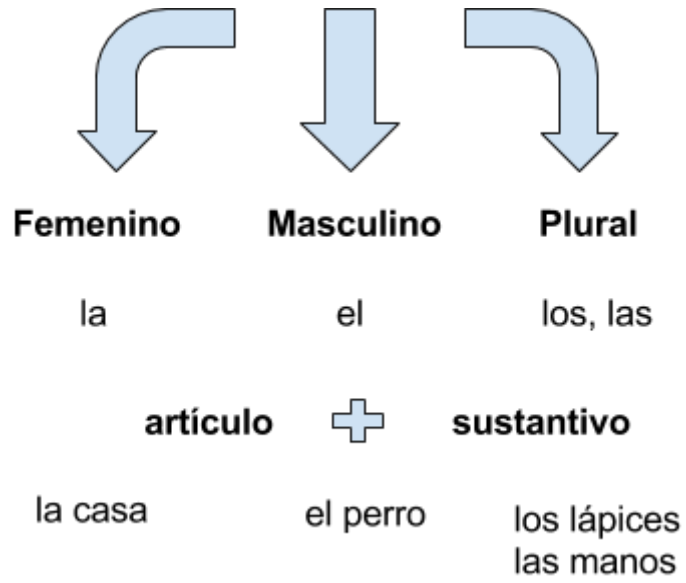 Femenino Masculino Plural
la el los, las
artículo sustantivo
la casa el perro los lápices
las manos